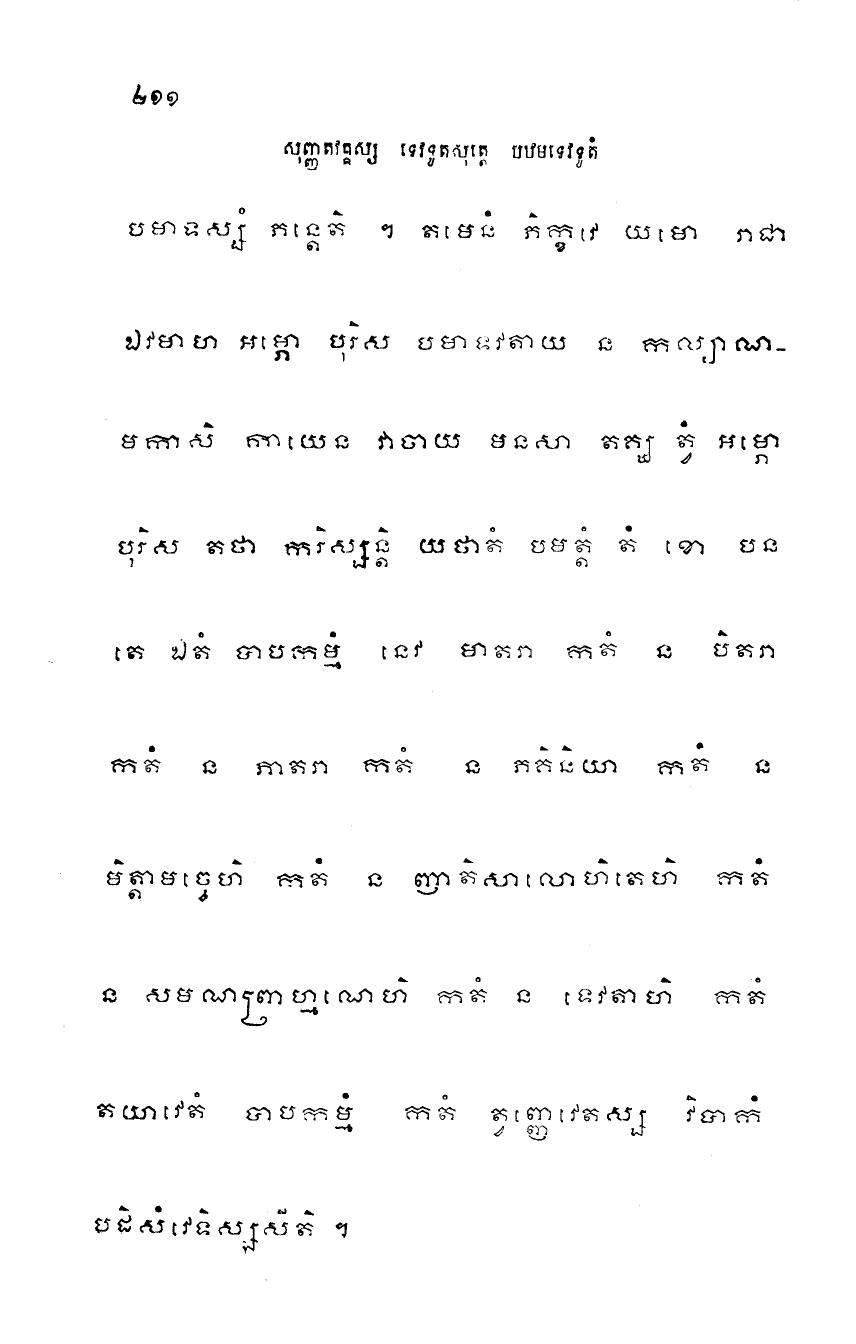 ២១១
សុញ្ញតវគ្គស្ស ទេវទូតសុត្តេ បឋមទេវទូតំ
បមាទស្សំ ភន្តេតិ ។ តមេនំ ភិក្ខវេ យមោ រាជា
ឯវមាហ អម្ភោ បុរិស បមាទវតាយ ន កល្យាណ-
មកាសិ កាយេន វាចាយ មនសា តគ្ឃ ត្វំ អម្ភោ
បុរិស តថា ករិស្សន្តិ យថាតំ បមត្តំ តំ ខោ បន
តេ ឯតំ បាបកម្មំ នេវ មាតរា កតំ ន បិតរា
កតំ ន ភាតរា កតំ ន ភគិនិយា កតំ ន
មិត្តាមច្ចេហិ កតំ ន ញាតិសាលោហិតេហិ កតំ
ន សមណព្រាហ្មណេហិ កតំ ន ទេវតាហិ កតំ
តយាវេតំ បាបកម្មំ កតំ ត្វញ្ញេវេតស្ស វិបាកំ
បដិសំវេទិស្សសីតិ ។